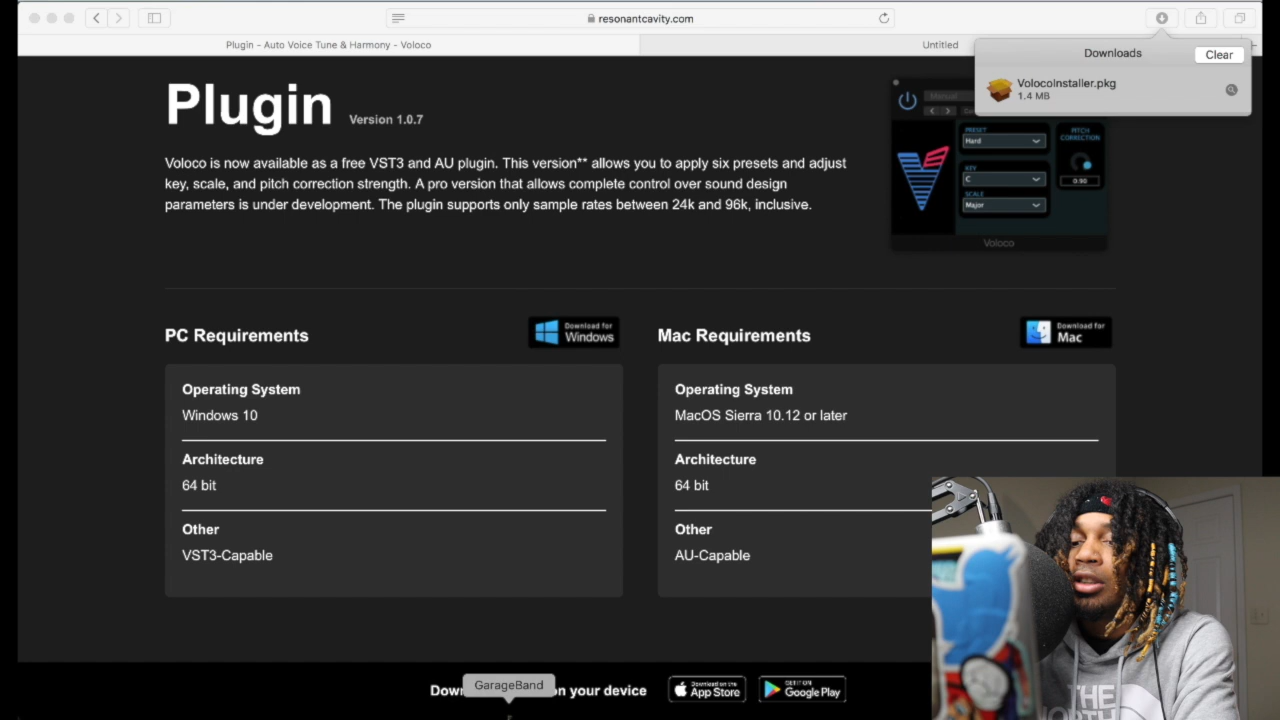 resonantcavity.com
Plugin - Auto Voice Tune & Harmony - Voloco
Untitled
Downloads
Clear
VolocoInstaller.pkg
1.4 MB
Plugin
Version 1.0.7
Voloco is now available as a free VST3 and AU plugin. This version** allows you to apply six presets and adjust
key, scale, and pitch correction strength. A pro version that allows complete control over sound design
parameters is under development. The plugin supports only sample rates between 24k and 96k, inclusive.
Manual
PRESET
Hard
KEY
C
SCALE
Major
PITCH
CORRECTION
0.90
Voloco
PC Requirements
Download for
Windows
Operating System
Windows 10
Architecture
64 bit
Other
VST3-Capable
Mac Requirements
Download for
Mac
Operating System
MacOS Sierra 10.12 or later
Architecture
64 bit
Other
AU-Capable
GarageBand
on your device
Download on the
App Store
GET IT ON
Google Play
THE
NORTH